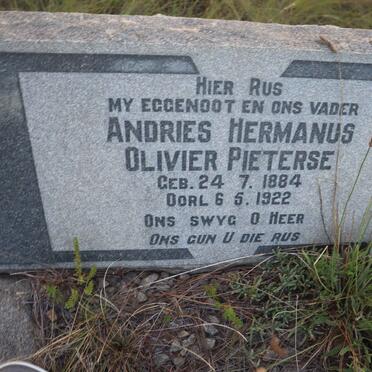 HIER RUS
MY EGGENOOT EN ONS VADER
ANDRIES HERMANUS
OLIVIER PIETERSE
GEB. 24 7. 1884
OORL 6 5. 1922
ONS SWYG O HEER
ONS GUN U DIE RUS